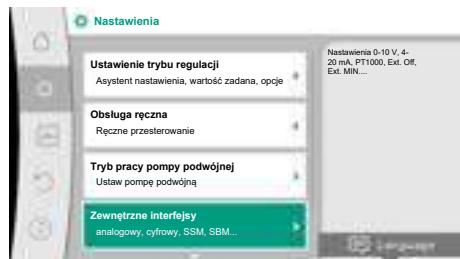 Nastawienia
Ustawienie trybu regulacji
Asystent nastawienia, wartość zadana, opcje
Obsługa ręczna
Ręczne przesterowanie
Tryb pracy pompy podwójnej
Ustaw pompę podwójną
Zewnętrzne interfejsy
analogowy, cyfrowy, SSM, SBM...
Nastawienia 0-10 V, 4-
20 mA, PT1000, Ext. Off,
Ext. MIN....
Language